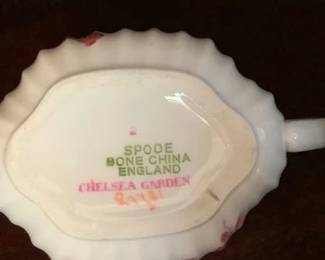 SPODE
BONE CHINA
ENGLAND
CHELSEA GARDEN